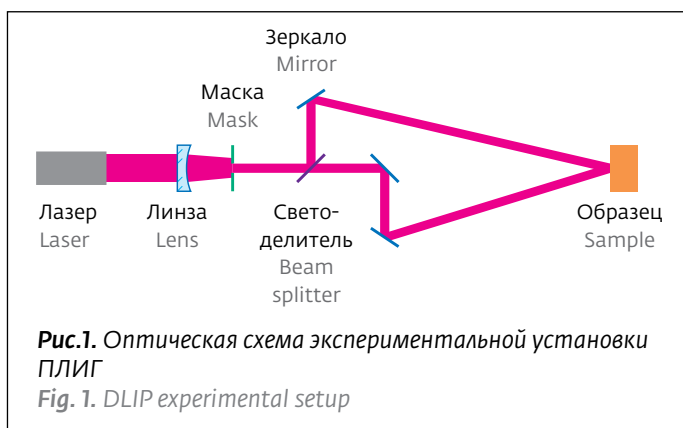 Зеркало
Mirror
Маска
Mask
Лазер
Laser
Линза
Lens
Свето-
делитель
Beam
splitter
Образец
Sample
Рис.1. Оптическая схема экспериментальной установки
ПЛИГ
Fig. 1. DLIP experimental setup